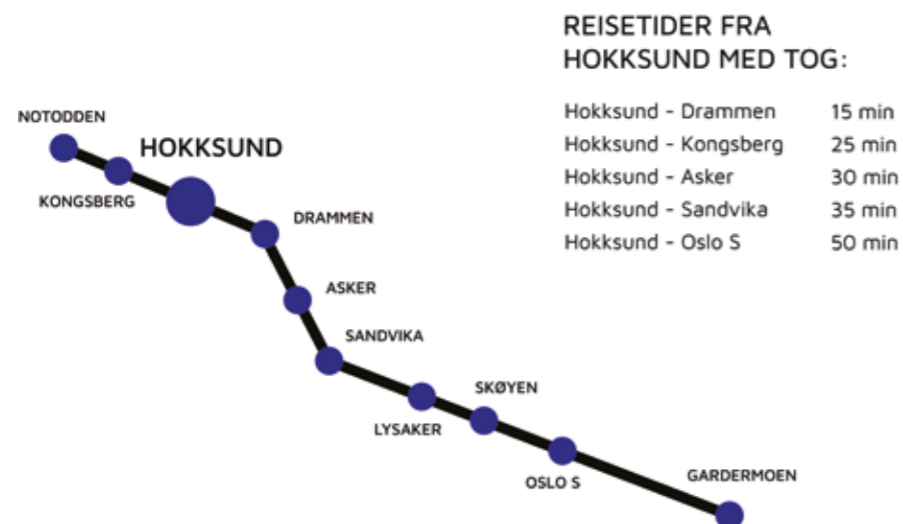 REISETIDER FRA
HOKKSUND MED TOG:
Hokksund - Drammen 15 min
Hokksund - Kongsberg 25 min
Hokksund - Asker 30 min
Hokksund - Sandvika 35 min
Hokksund - Oslo S 50 min
NOTODDEN
HOKKSUND
KONGSBERG
DRAMMEN
ASKER
SANDVIKA
SKØYEN
LYSAKER
OSLO S
GARDERMOEN